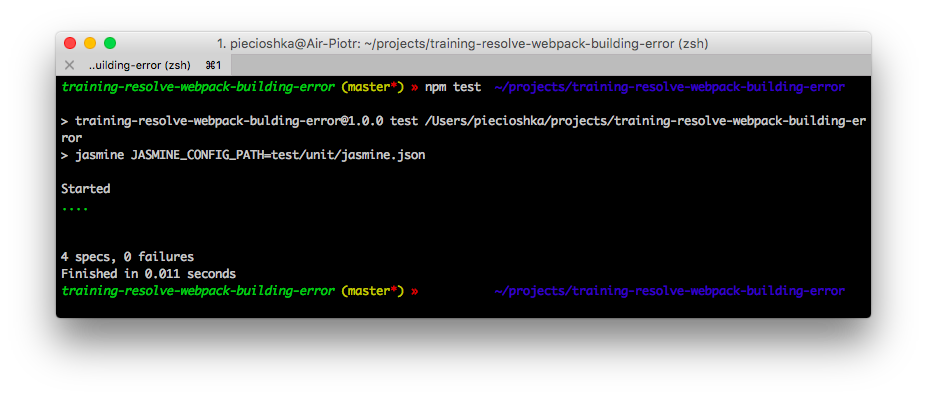 1. piecioshka@Air-Piotr: ~/projects/training-resolve-webpack-building-error (zsh)
✕ ..uilding-error (zsh) ⌘1
training-resolve-webpack-building-error (master*) » npm test ~/projects/training-resolve-webpack-building-error
> training-resolve-webpack-bulding-error@1.0.0 test /Users/piecioshka/projects/training-resolve-webpack-building-er
ror
> jasmine JASMINE_CONFIG_PATH=test/unit/jasmine.json
Started
....
4 specs, 0 failures
Finished in 0.011 seconds
training-resolve-webpack-building-error (master*) » ~/projects/training-resolve-webpack-building-error